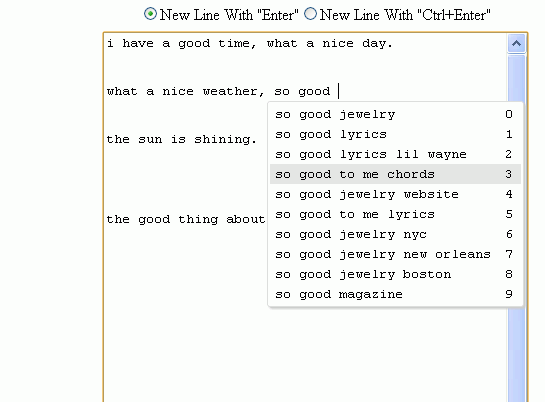 New Line With "Enter" New Line With "Ctrl+Enter"
i have a good time, what a nice day.
what a nice weather, so good
so good jewelry 0
so good lyrics 1
the sun is shining.
so good lyrics lil wayne 2
so good to me chords 3
so good jewelry website 4
so good to me lyrics 5
the good thing about
so good jewelry nyc 6
so good jewelry new orleans 7
so good jewelry boston 8
so good magazine 9